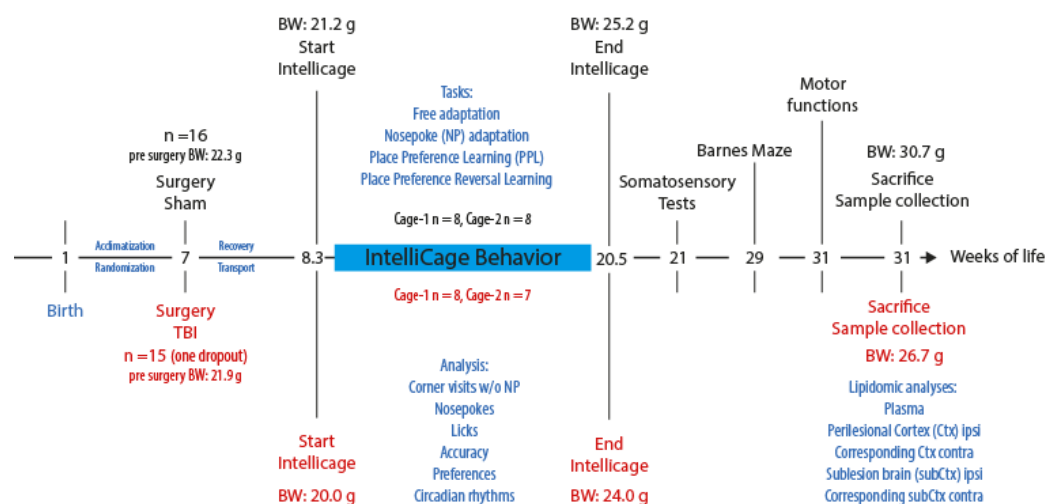 BW: 21.2 g
Start
Intellicage
BW: 25.2 g
End
Intellicage
Tasks:
Free adaptation
Nosepoke (NP) adaptation
Place Preference Learning (PPL)
Place Preference Reversal Learning
Motor
functions
n =16
pre surgery BW: 22.3 g
Surgery
Sham
Barnes Maze
BW: 30.7 g
Sacrifice
Sample collection
Somatosensory
Tests
Cage-1 n = 8, Cage-2 n = 8
Acclimatization
Recovery
1
7
8.3
IntelliCage Behavior
20.5
21
29
31
31
Weeks of life
Randomization
Transport
Cage-1 n = 8, Cage-2 n = 7
Birth
Surgery
TBI
n =15 (one dropout)
pre surgery BW: 21.9 g
Sacrifice
Sample collection
BW: 26.7 g
Analysis:
Corner visits w/o NP
Nosepokes
Licks
Accuracy
Preferences
Circadian rhythms
Start
Intellicage
BW: 20.0 g
End
Intellicage
BW: 24.0 g
Lipidomic analyses:
Plasma
Perilesional Cortex (Ctx) ipsi
Corresponding Ctx contra
Sublesion brain (subCtx) ipsi
Corresponding subCtx contra